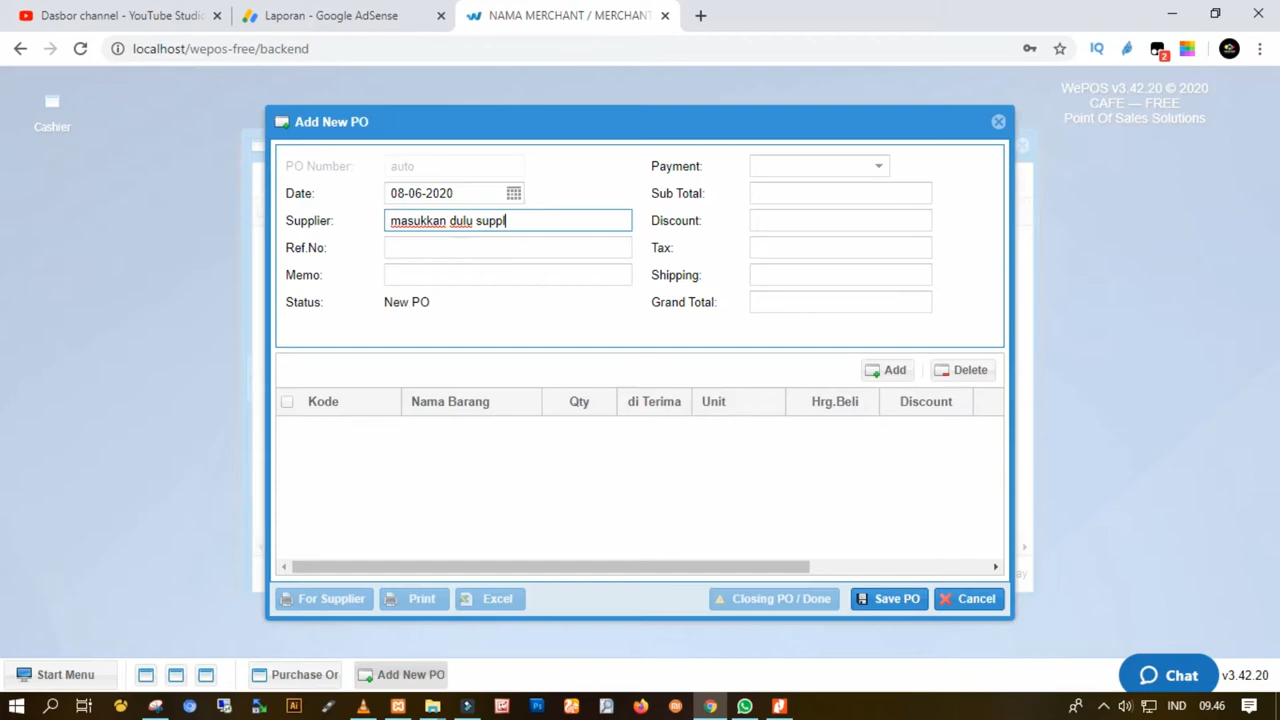 Dasbor channel - YouTube Studio
Laporan - Google AdSense
NAMA MERCHANT / MERCHANT
localhost/wepos-free/backend
IQ
2
Cashier
WePOS v3.42.20 © 2020
CAFE — FREE
Point Of Sales Solutions
Add New PO
PO Number: auto
Payment:
Date: 08-06-2020
Sub Total:
Supplier: masukkan dulu suppl
Discount:
Ref.No:
Tax:
Memo:
Shipping:
Status: New PO
Grand Total:
Add Delete
Kode Nama Barang Qty di Terima Unit Hrg.Beli Discount
For Supplier Print Excel Closing PO / Done Save PO Cancel
Start Menu Purchase Or Add New PO Chat v3.42.20
Ai Ps IND 09.46